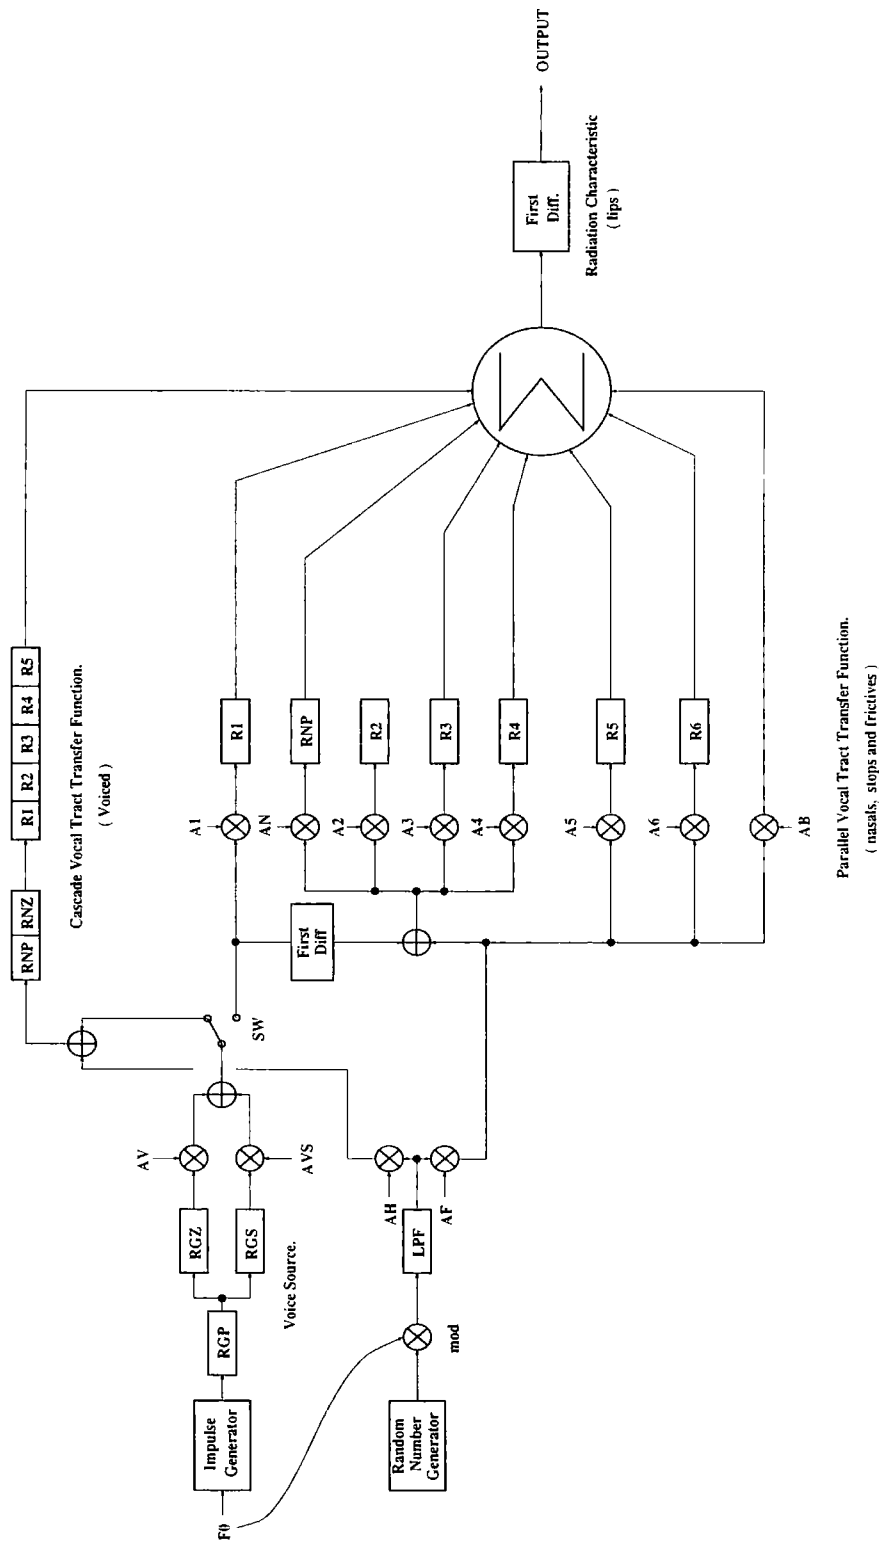 F0
Impulse
Generator
RGP
RGZ
RGS
AV
AVS
Voice Source.
Random
Number
Generator
mod
LPF
AH
AF
SW
RNP
RNZ
R1
R2
R3
R4
R5
Cascade Vocal Tract Transfer Function.
( Voiced )
First
Diff
A1
AN
A2
A3
A4
A5
A6
AB
R1
RNP
R2
R3
R4
R5
R6
Parallel Vocal Tract Transfer Function.
( nasals, stops and frictives )
Σ
First
Diff.
Radiation Characteristic
( lips )
OUTPUT